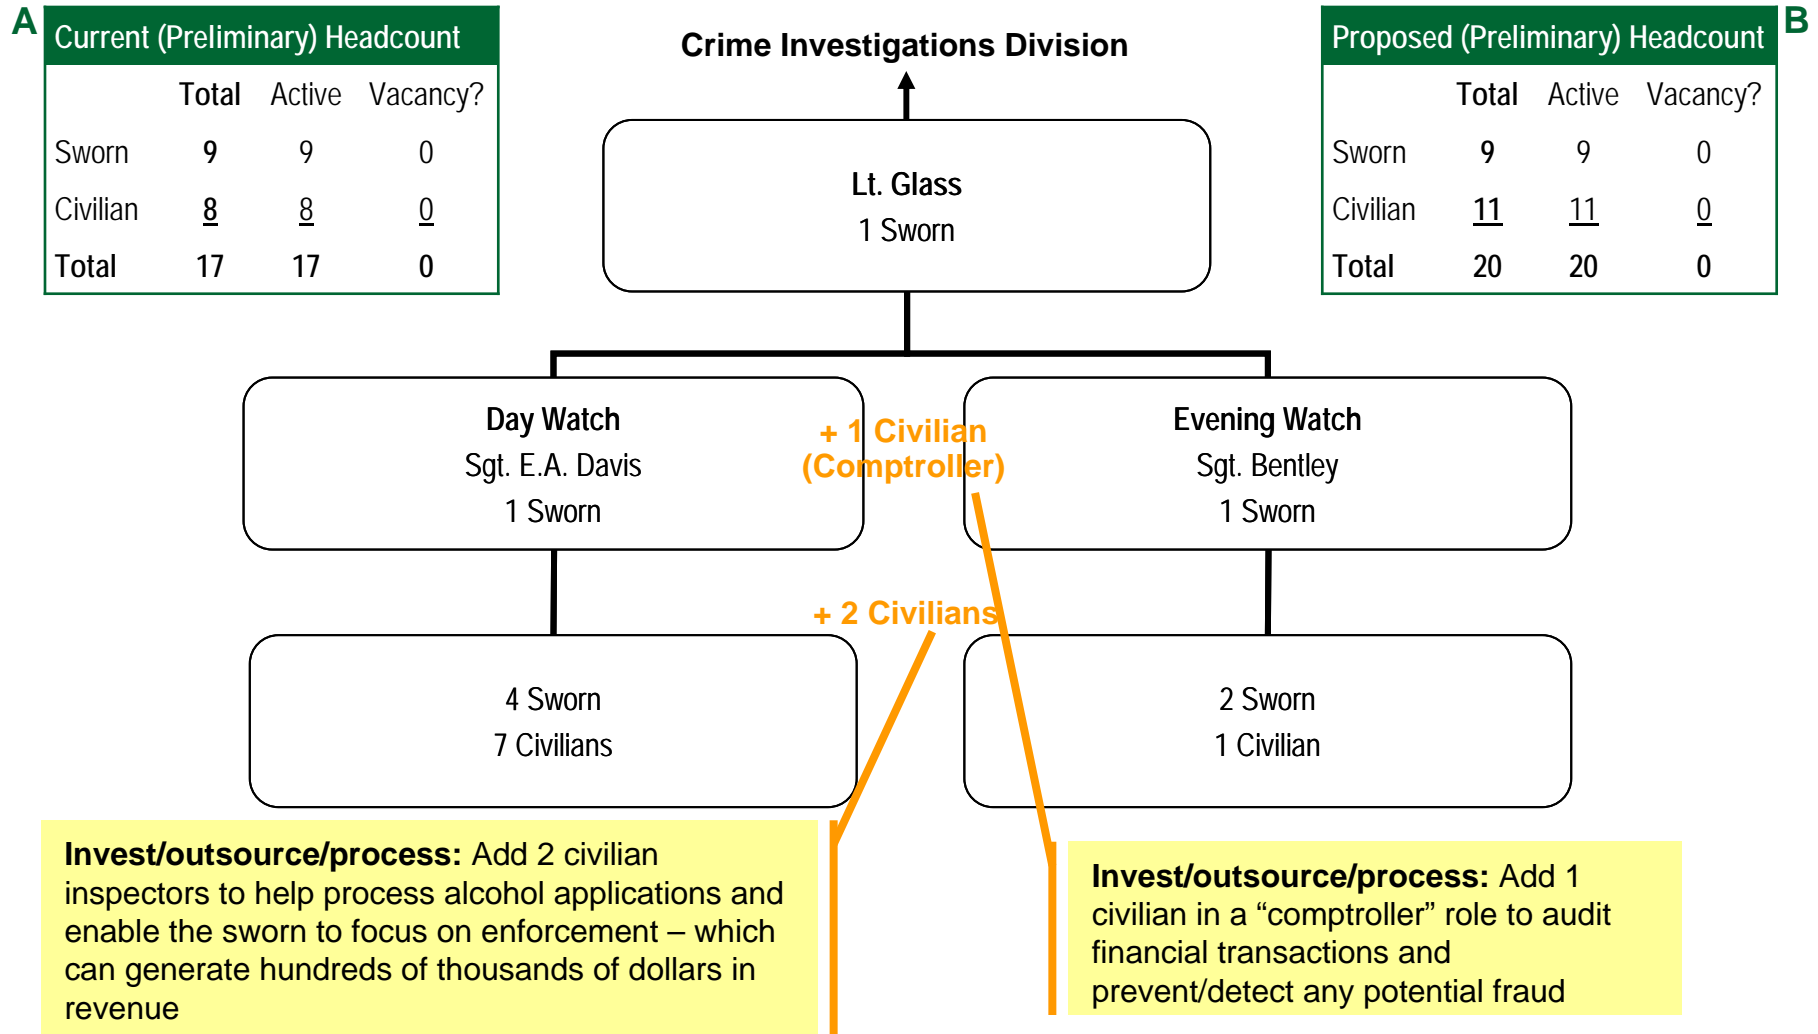 A
Current (Preliminary) Headcount
Total Active Vacancy?
Sworn 9 9 0
Civilian 8 8 0
Total 17 17 0
Crime Investigations Division
B
Proposed (Preliminary) Headcount
Total Active Vacancy?
Sworn 9 9 0
Civilian 11 11 0
Total 20 20 0
Lt. Glass
1 Sworn
Day Watch
Sgt. E.A. Davis
1 Sworn
+ 1 Civilian
(Comptroller)
Evening Watch
Sgt. Bentley
1 Sworn
+ 2 Civilians
4 Sworn
7 Civilians
2 Sworn
1 Civilian
Invest/outsource/process: Add 2 civilian
inspectors to help process alcohol applications and
enable the sworn to focus on enforcement – which
can generate hundreds of thousands of dollars in
revenue
Invest/outsource/process: Add 1
civilian in a “comptroller” role to audit
financial transactions and
prevent/detect any potential fraud